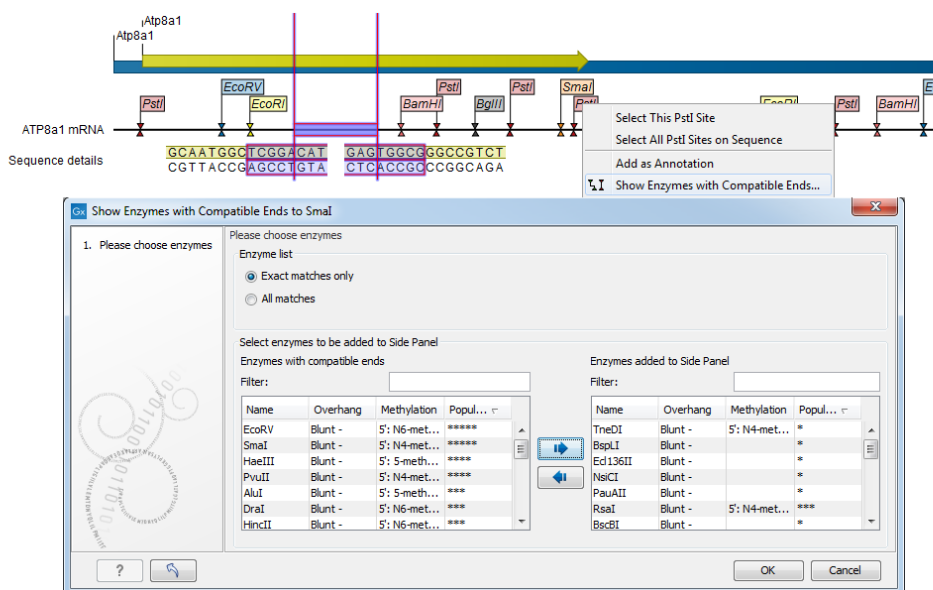 Atp8a1
Atp8a1
EcoRV PstI PstI SmaI
PstI EcoRI BamHI BglII PstI EcoRI PstI BamHI E
ATP8a1 mRNA
Sequence details
GCAATGGCTCGGACAT GAGTGGCGGGCCGTCT
CGTTACCGAGCCTGTA CTCACCGCCCGGCAGA
Select This PstI Site
Select All PstI Sites on Sequence
Add as Annotation
Show Enzymes with Compatible Ends...
Gx Show Enzymes with Compatible Ends to SmaI X
1. Please choose enzymes
Please choose enzymes
Enzyme list
Exact matches only
All matches
Select enzymes to be added to Side Panel
Enzymes with compatible ends Enzymes added to Side Panel
Filter: Filter:
Name Overhang Methylation Popul... Name Overhang Methylation Popul...
EcoRV Blunt - 5': N6-met... ***** TneDI Blunt - 5': N4-met... *
SmaI Blunt - 5': N4-met... ***** BspLI Blunt - *
HaeIII Blunt - 5': 5-meth... **** Ecl136II Blunt - *
PvuII Blunt - 5': N4-met... **** NsiCI Blunt - *
AluI Blunt - 5': 5-meth... *** PauAII Blunt - *
DraI Blunt - 5': N6-met... *** RsaI Blunt - 5': N4-met... ***
HincII Blunt - 5': N6-met... *** BscBI Blunt - *
? OK Cancel